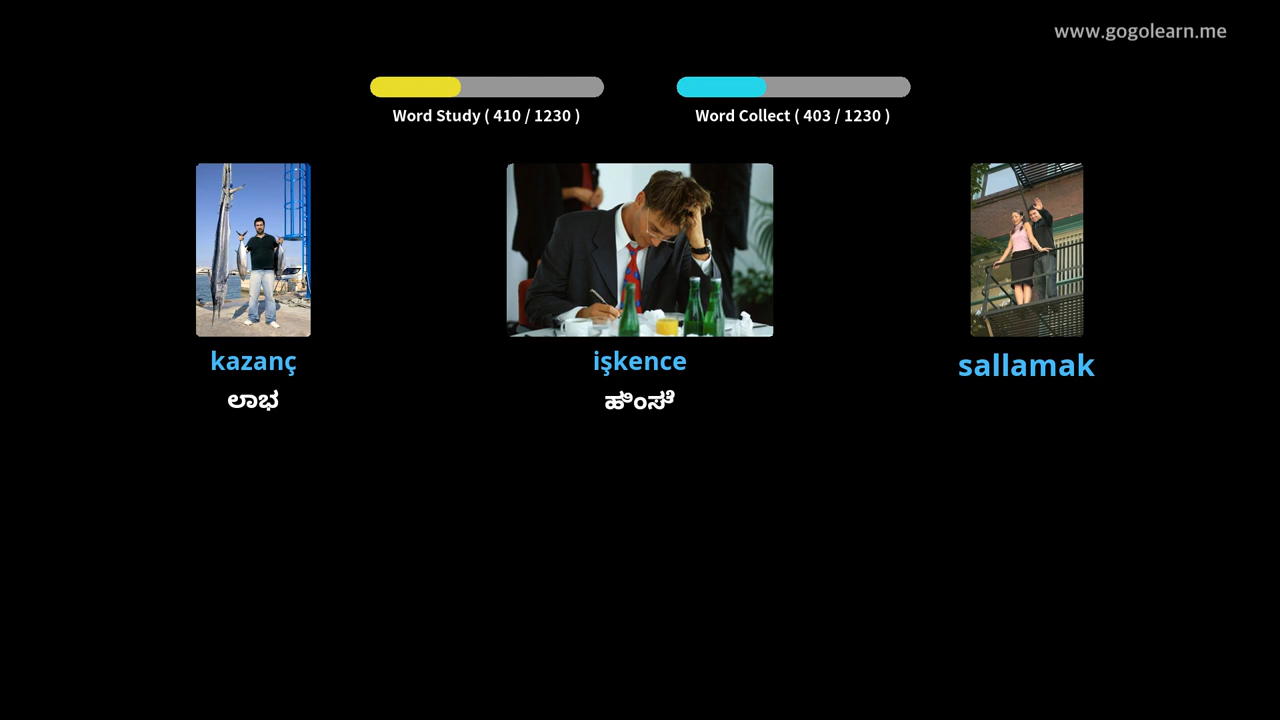 www.gogolearn.me
Word Study ( 410 / 1230 )
Word Collect ( 403 / 1230 )
kazanç
işkence
sallamak
ಲಾಭ
ಹಿಂಸೆ